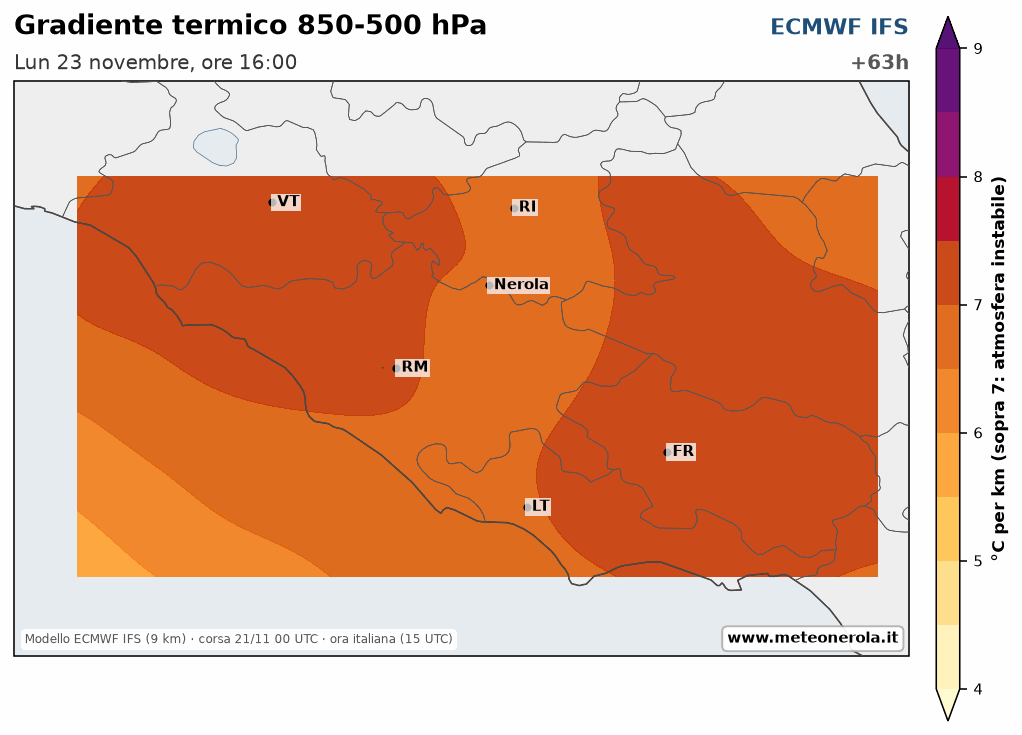 Gradiente termico 850-500 hPa
ECMWF IFS
Lun 23 novembre, ore 16:00
+63h
VT
RI
Nerola
RM
FR
LT
Modello ECMWF IFS (9 km) · corsa 21/11 00 UTC · ora italiana (15 UTC)
www.meteonerola.it
9
8
7
6
5
4
°C per km (sopra 7: atmosfera instabile)